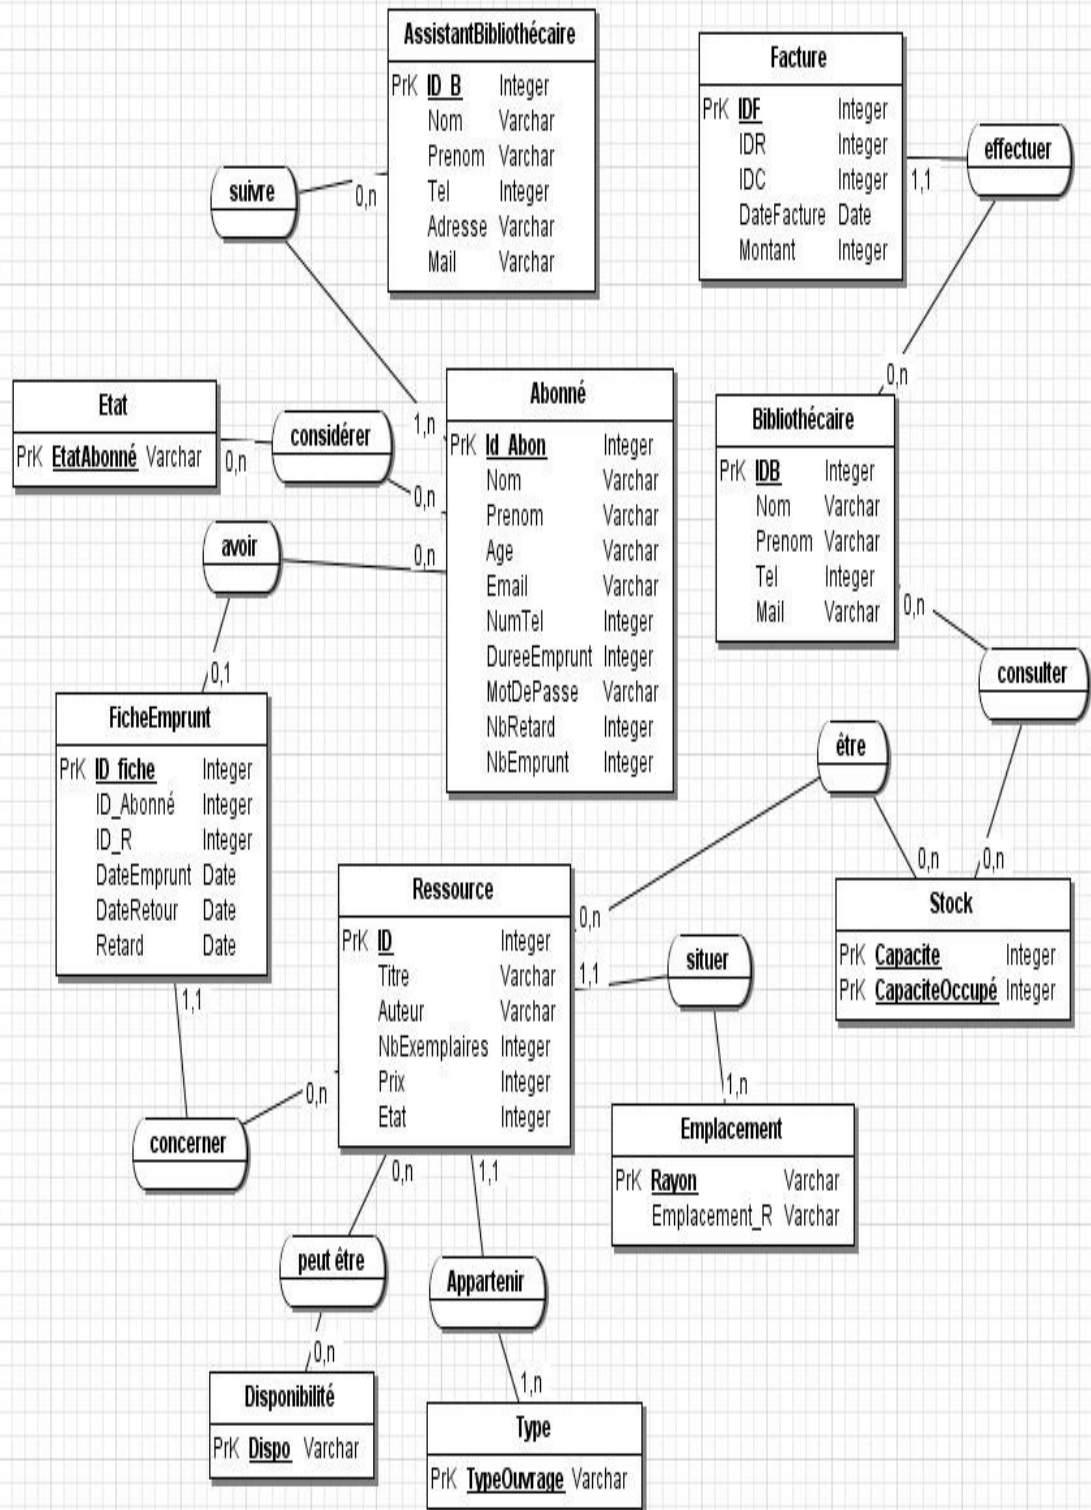 AssistantBibliothécaire
PrK ID_B Integer
Nom Varchar
Prenom Varchar
Tel Integer
Adresse Varchar
Mail Varchar
Facture
PrK IDF Integer
IDR Integer
IDC Integer
DateFacture Date
Montant Integer
effectuer
1,1
0,n
suivre
0,n
1,n
Etat
PrK EtatAbonné Varchar
considérer
0,n
0,n
Abonné
PrK Id_Abon Integer
Nom Varchar
Prenom Varchar
Age Varchar
Email Varchar
NumTel Integer
DureeEmprunt Integer
MotDePasse Varchar
NbRetard Integer
NbEmprunt Integer
Bibliothécaire
PrK IDB Integer
Nom Varchar
Prenom Varchar
Tel Integer
Mail Varchar
avoir
0,n
0,1
0,n
consulter
0,n
FicheEmprunt
PrK ID_fiche Integer
ID_Abonné Integer
ID_R Integer
DateEmprunt Date
DateRetour Date
Retard Date
être
0,n
0,n
Stock
PrK Capacite Integer
PrK CapaciteOccupé Integer
Ressource
PrK ID Integer
Titre Varchar
Auteur Varchar
NbExemplaires Integer
Prix Integer
Etat Integer
situer
1,1
1,n
Emplacement
PrK Rayon Varchar
Emplacement_R Varchar
1,1
concerner
0,n
0,n
peut être
0,n
1,1
Appartenir
1,n
Disponibilité
PrK Dispo Varchar
Type
PrK TypeOuvrage Varchar